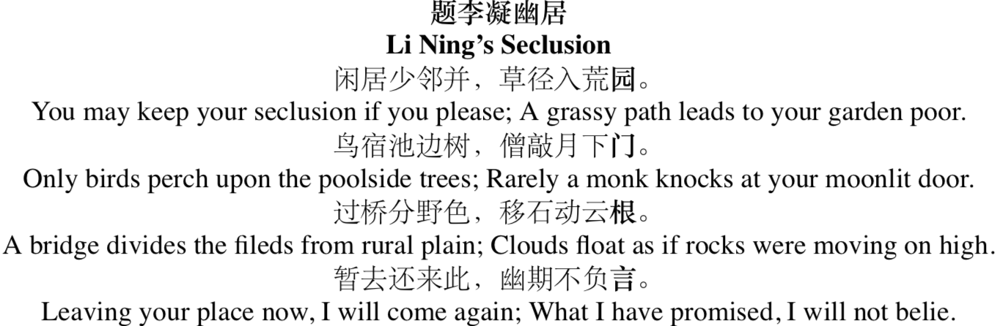 题李凝幽居
Li Ning’s Seclusion
闲居少邻并，草径入荒园。
You may keep your seclusion if you please; A grassy path leads to your garden poor.
鸟宿池边树，僧敲月下门。
Only birds perch upon the poolside trees; Rarely a monk knocks at your moonlit door.
过桥分野色，移石动云根。
A bridge divides the fileds from rural plain; Clouds float as if rocks were moving on high.
暂去还来此，幽期不负言。
Leaving your place now, I will come again; What I have promised, I will not belie.